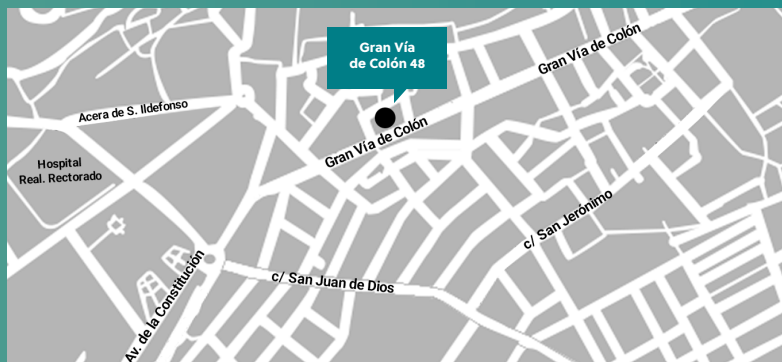 Gran Vía
de Colón 48
Gran Vía de Colón
Acera de S. Ildefonso
Gran Vía de Colón
Hospital
Real. Rectorado
c/ San Jerónimo
Av. de la Constitución
c/ San Juan de Dios